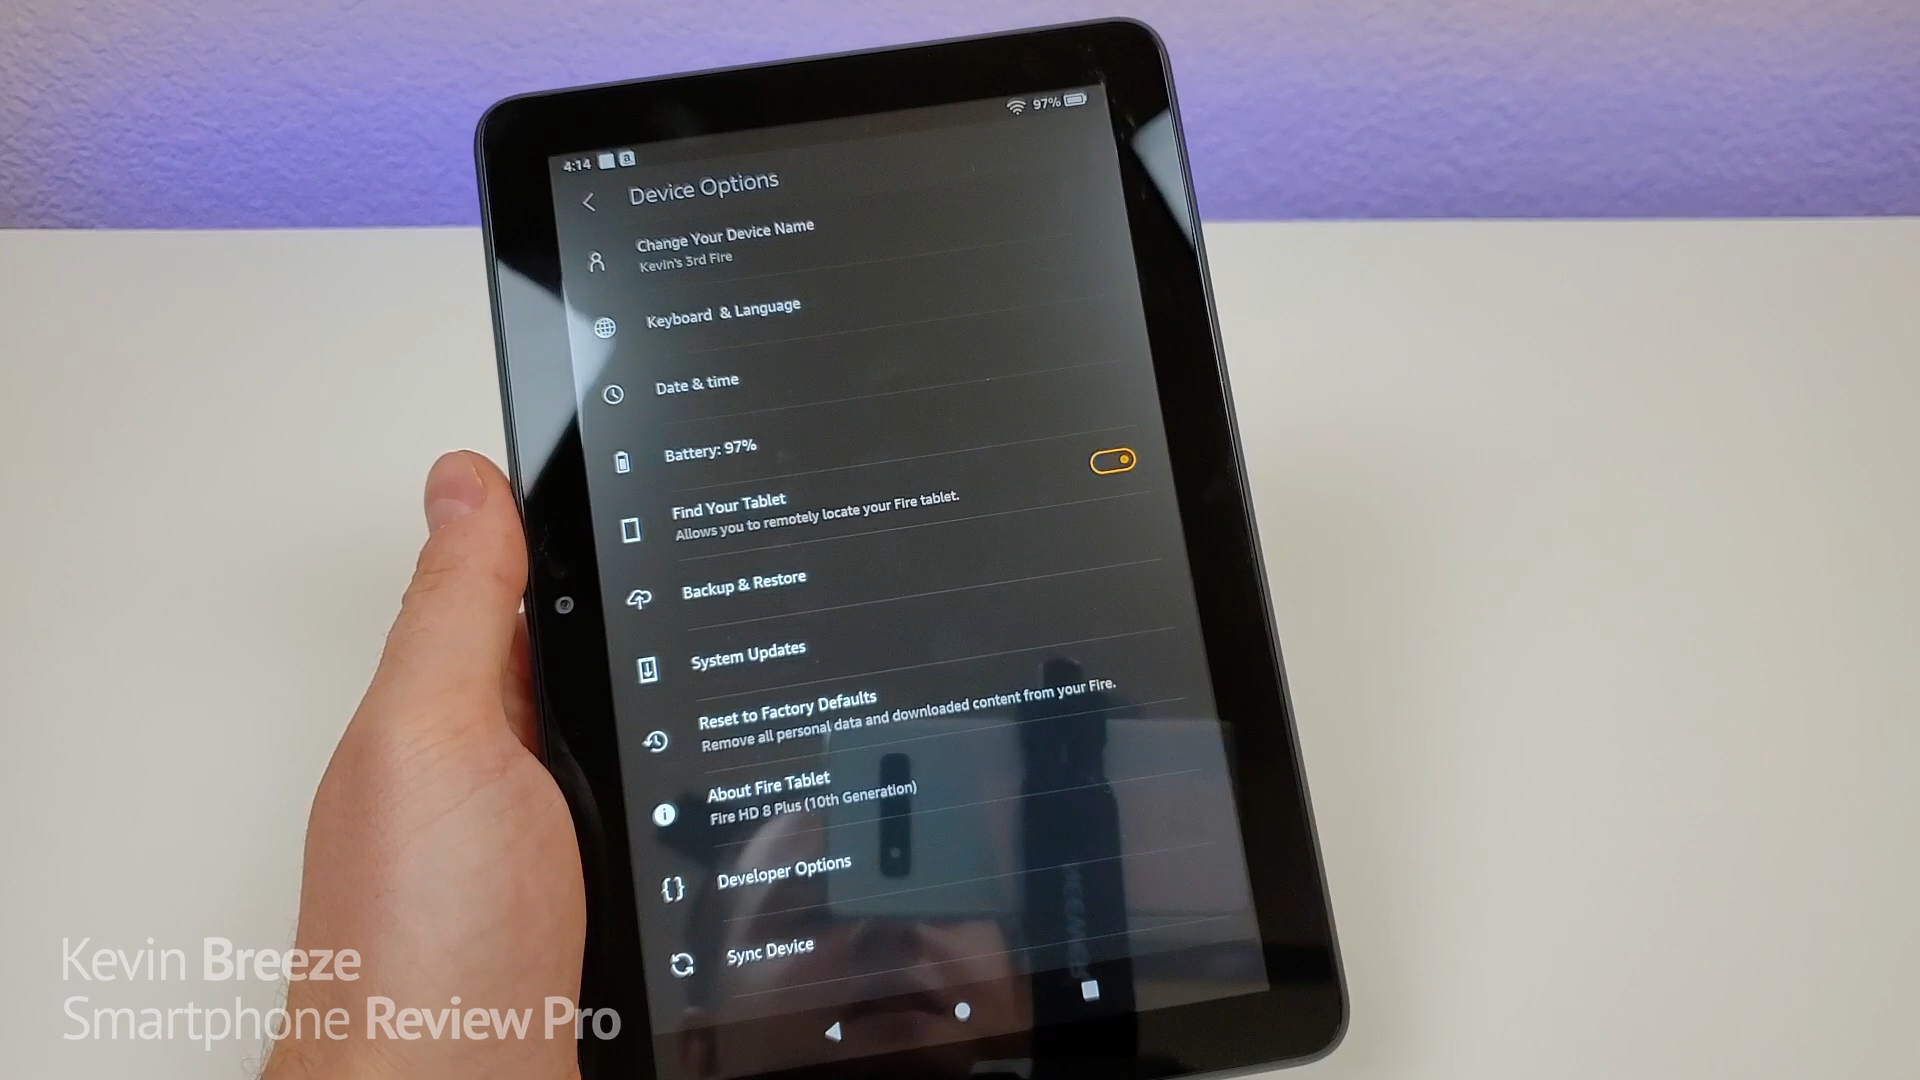 4:14
97%
Device Options
Change Your Device Name
Kevin's 3rd Fire
Keyboard & Language
Date & time
Battery: 97%
Find Your Tablet
Allows you to remotely locate your Fire tablet.
Backup & Restore
System Updates
Reset to Factory Defaults
Remove all personal data and downloaded content from your Fire.
About Fire Tablet
Fire HD 8 Plus (10th Generation)
Developer Options
Sync Device
Kevin Breeze
Smartphone Review Pro